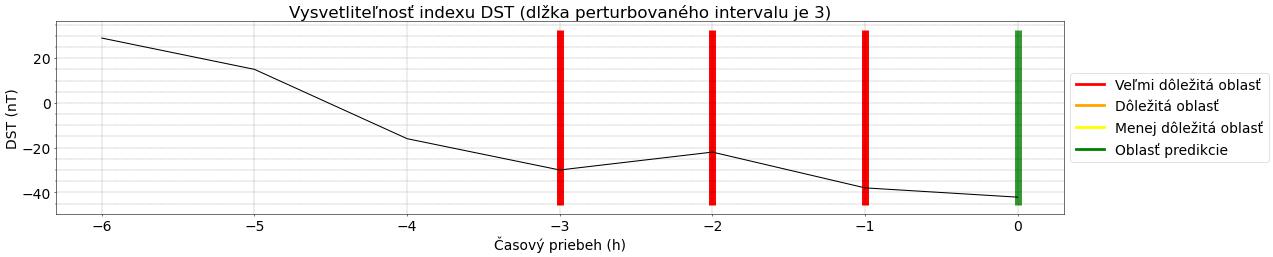 Vysvetliteľnosť indexu DST (dĺžka perturbovaného intervalu je 3)
DST (nT)
20
0
−20
−40
−6 −5 −4 −3 −2 −1 0
Časový priebeh (h)
Veľmi dôležitá oblasť
Dôležitá oblasť
Menej dôležitá oblasť
Oblasť predikcie